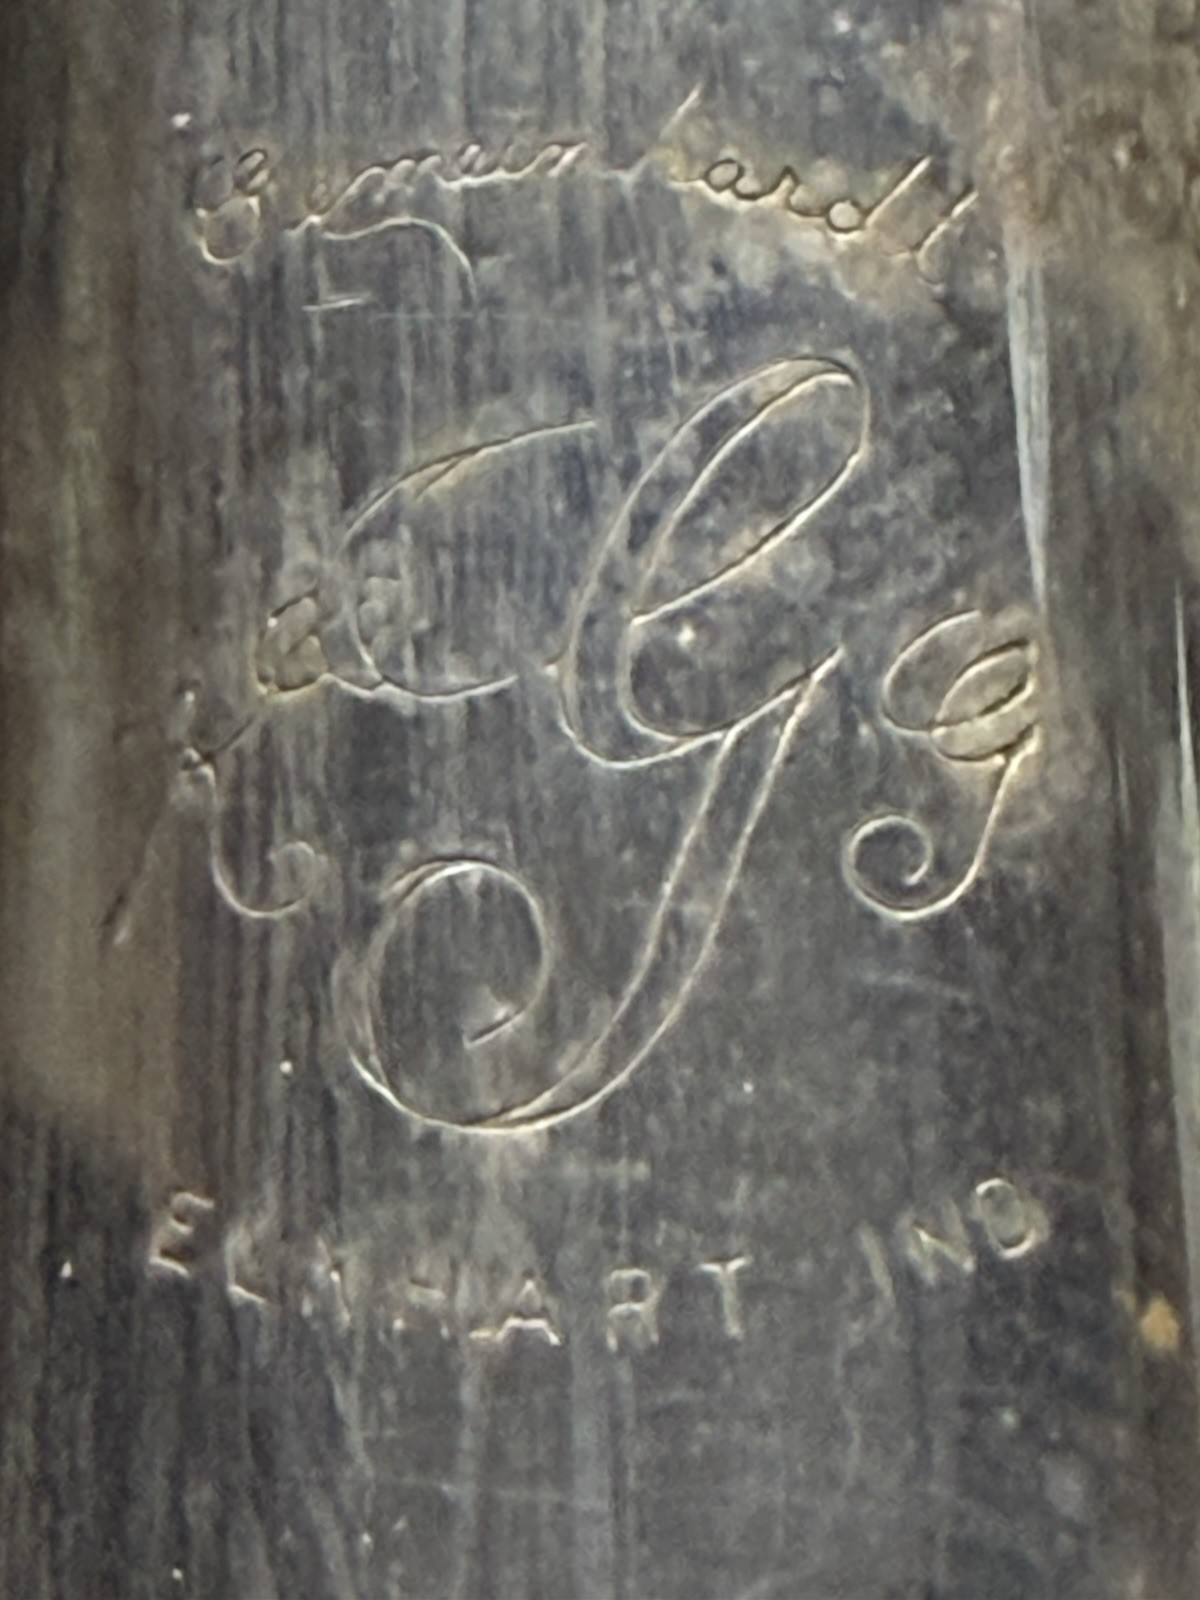 Gemeinhardt
K G G
ELKHART IND